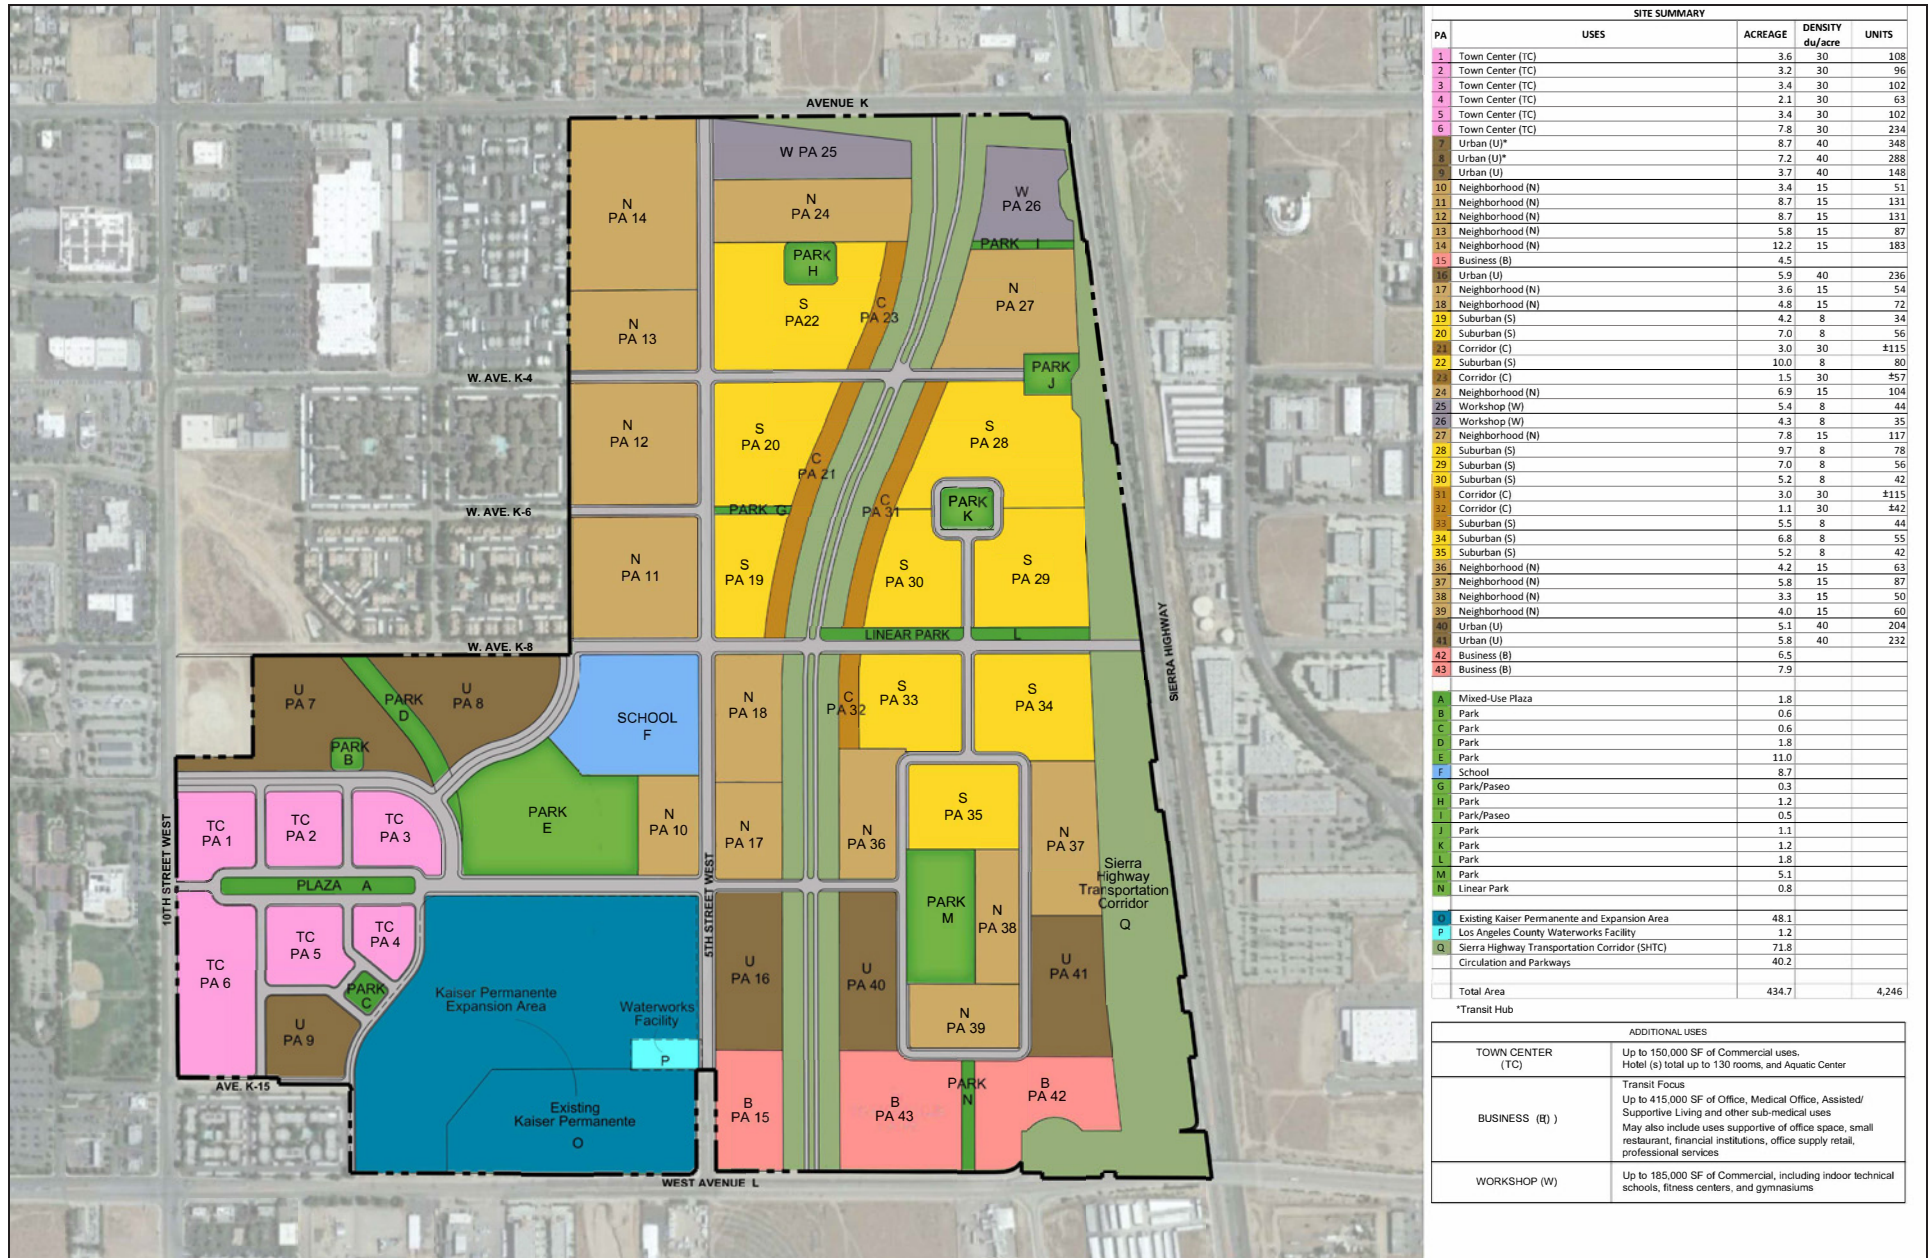 AVENUE K
W PA 25
N
PA 14
N
PA 24
W
PA 26
PARK I
PARK
H
S
PA22
C
PA 23
N
PA 27
N
PA 13
PARK
J
W. AVE. K-4
N
PA 12
S
PA 20
C
PA 21
S
PA 28
C
PA 31
PARK
K
W. AVE. K-6
PARK G
N
PA 11
S
PA 19
S
PA 30
S
PA 29
SIERRA HIGHWAY
LINEAR PARK L
W. AVE. K-8
U
PA 7
PARK
D
U
PA 8
PARK
B
SCHOOL
F
N
PA 18
C
PA 32
S
PA 33
S
PA 34
10TH STREET WEST
TC
PA 1
TC
PA 2
TC
PA 3
PARK
E
N
PA 10
N
PA 17
N
PA 36
S
PA 35
N
PA 37
PLAZA A
5TH STREET WEST
Sierra
Highway
Transportation
Corridor
Q
PARK
M
N
PA 38
TC
PA 6
TC
PA 5
TC
PA 4
PARK
C
U
PA 9
Kaiser Permanente
Expansion Area
Waterworks
Facility
P
U
PA 16
U
PA 40
U
PA 41
N
PA 39
AVE. K-15
Existing
Kaiser Permanente
O
B
PA 15
B
PA 43
PARK
N
B
PA 42
WEST AVENUE L
SITE SUMMARY
PA USES ACREAGE DENSITY du/acre UNITS
1 Town Center (TC) 3.6 30 108
2 Town Center (TC) 3.2 30 96
3 Town Center (TC) 3.4 30 102
4 Town Center (TC) 2.1 30 63
5 Town Center (TC) 3.4 30 102
6 Town Center (TC) 7.8 30 234
7 Urban (U)* 8.7 40 348
8 Urban (U)* 7.2 40 288
9 Urban (U) 3.7 40 148
10 Neighborhood (N) 3.4 15 51
11 Neighborhood (N) 8.7 15 131
12 Neighborhood (N) 8.7 15 131
13 Neighborhood (N) 5.8 15 87
14 Neighborhood (N) 12.2 15 183
15 Business (B) 4.5
16 Urban (U) 5.9 40 236
17 Neighborhood (N) 3.6 15 54
18 Neighborhood (N) 4.8 15 72
19 Suburban (S) 4.2 8 34
20 Suburban (S) 7.0 8 56
21 Corridor (C) 3.0 30 ±115
22 Suburban (S) 10.0 8 80
23 Corridor (C) 1.5 30 ±57
24 Neighborhood (N) 6.9 15 104
25 Workshop (W) 5.4 8 44
26 Workshop (W) 4.3 8 35
27 Neighborhood (N) 7.8 15 117
28 Suburban (S) 9.7 8 78
29 Suburban (S) 7.0 8 56
30 Suburban (S) 5.2 8 42
31 Corridor (C) 3.0 30 ±115
32 Corridor (C) 1.1 30 ±42
33 Suburban (S) 5.5 8 44
34 Suburban (S) 6.8 8 55
35 Suburban (S) 5.2 8 42
36 Neighborhood (N) 4.2 15 63
37 Neighborhood (N) 5.8 15 87
38 Neighborhood (N) 3.3 15 50
39 Neighborhood (N) 4.0 15 60
40 Urban (U) 5.1 40 204
41 Urban (U) 5.8 40 232
42 Business (B) 6.5
43 Business (B) 7.9
A Mixed-Use Plaza 1.8
B Park 0.6
C Park 0.6
D Park 1.8
E Park 11.0
F School 8.7
G Park/Paseo 0.3
H Park 1.2
I Park/Paseo 0.5
J Park 1.1
K Park 1.2
L Park 1.8
M Park 5.1
N Linear Park 0.8
O Existing Kaiser Permanente and Expansion Area 48.1
P Los Angeles County Waterworks Facility 1.2
Q Sierra Highway Transportation Corridor (SHTC) 71.8
Circulation and Parkways 40.2
Total Area 434.7 4,246
*Transit Hub
ADDITIONAL USES
TOWN CENTER
(TC)
Up to 150,000 SF of Commercial uses.
Hotel (s) total up to 130 rooms, and Aquatic Center
BUSINESS (B) )
Transit Focus
Up to 415,000 SF of Office, Medical Office, Assisted/
Supportive Living and other sub-medical uses
May also include uses supportive of office space, small
restaurant, financial institutions, office supply retail,
professional services
WORKSHOP (W)
Up to 185,000 SF of Commercial, including indoor technical
schools, fitness centers, and gymnasiums